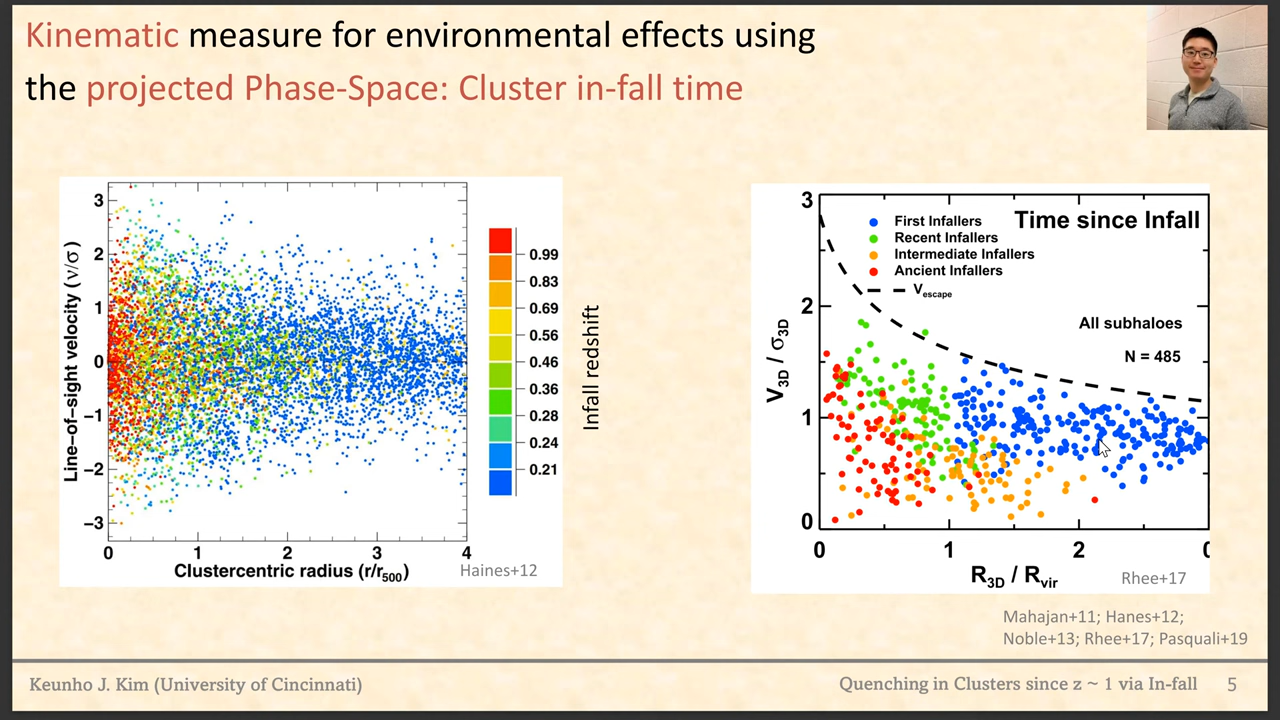 Kinematic measure for environmental effects using
the projected Phase-Space: Cluster in-fall time
3
2
1
0
−1
−2
−3
Line−of−sight velocity (ν/σ)
0 1 2 3 4
Clustercentric radius (r/r500)
Haines+12
0.99
0.83
0.69
0.56
0.46
0.36
0.28
0.24
0.21
Infall redshift
Time since Infall
First Infallers
Recent Infallers
Intermediate Infallers
Ancient Infallers
Vescape
All subhaloes
N = 485
3
2
1
0
V3D / σ3D
0 1 2
R3D / Rvir
Rhee+17
Mahajan+11; Hanes+12;
Noble+13; Rhee+17; Pasquali+19
Keunho J. Kim (University of Cincinnati)
Quenching in Clusters since z ~ 1 via In-fall 5